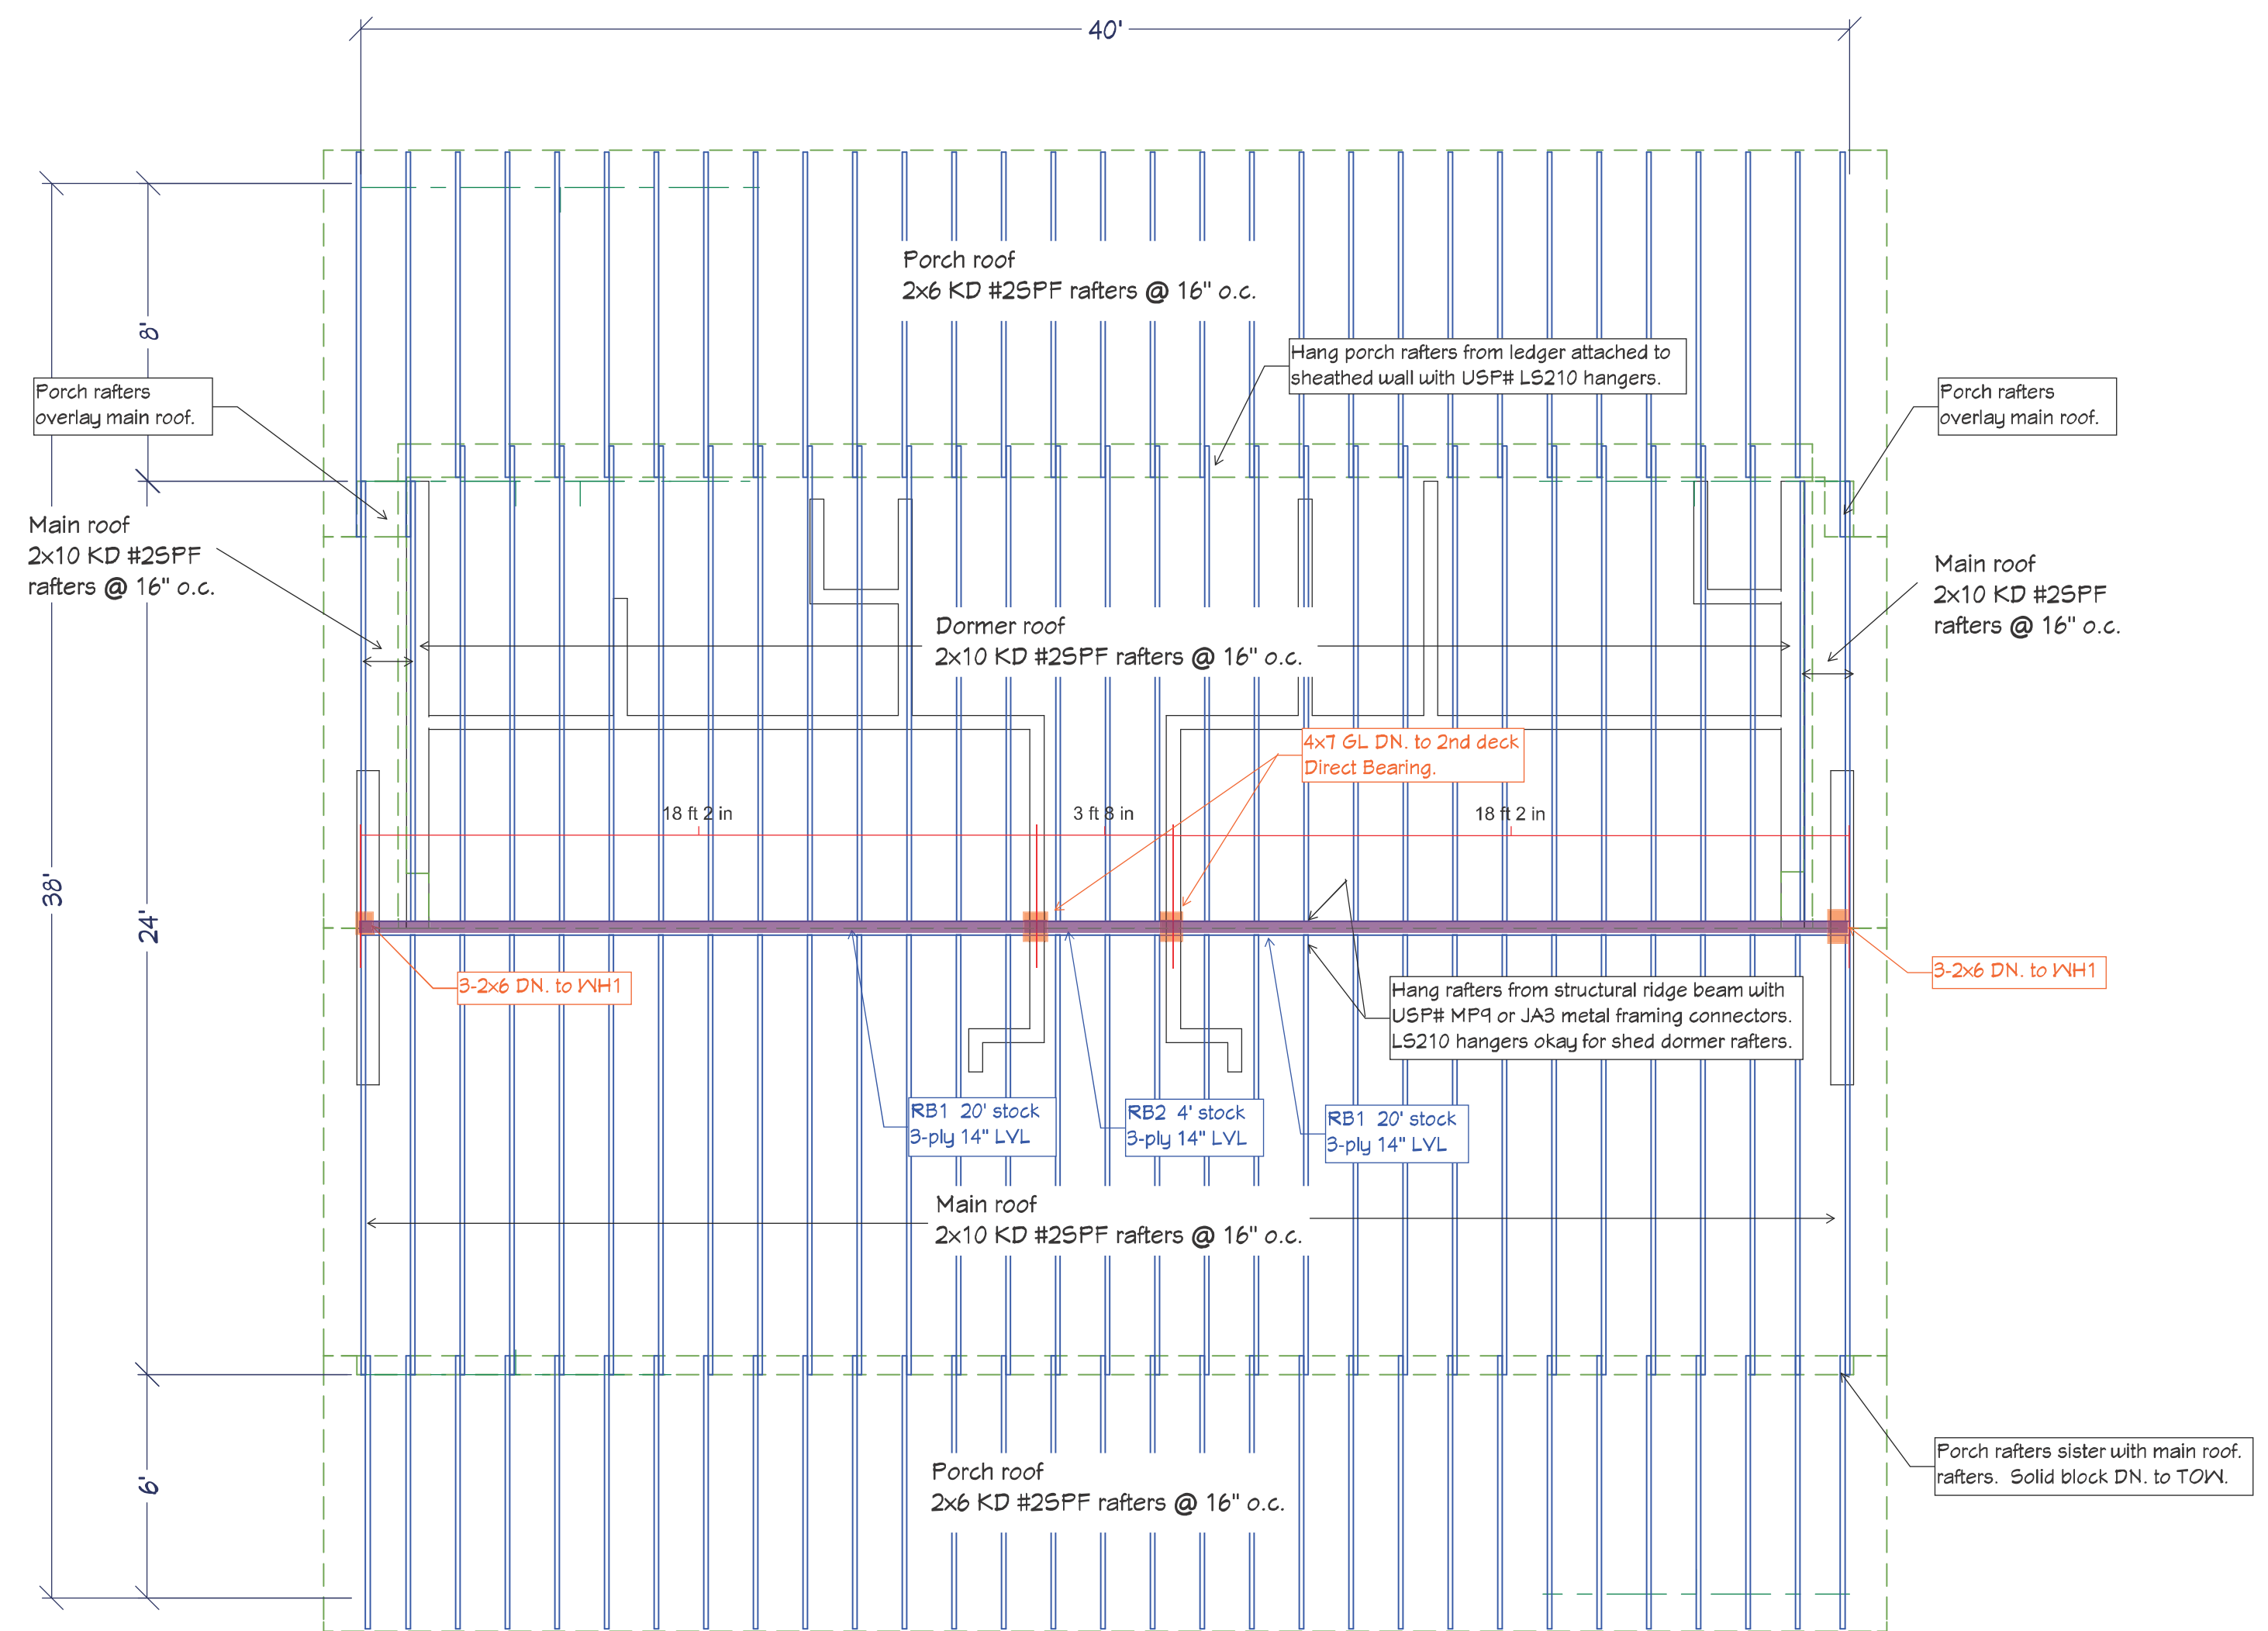 40'
Porch roof
2x6 KD #2SPF rafters @ 16" o.c.
8'
Hang porch rafters from ledger attached to
sheathed wall with USP# LS210 hangers.
Porch rafters
overlay main roof.
Porch rafters
overlay main roof.
Main roof
2x10 KD #2SPF
rafters @ 16" o.c.
Main roof
2x10 KD #2SPF
rafters @ 16" o.c.
Dormer roof
2x10 KD #2SPF rafters @ 16" o.c.
4x7 GL DN. to 2nd deck
Direct Bearing.
18 ft 2 in
3 ft 8 in
18 ft 2 in
38'
24'
3-2x6 DN. to WH1
3-2x6 DN. to WH1
Hang rafters from structural ridge beam with
USP# MP9 or JA3 metal framing connectors.
LS210 hangers okay for shed dormer rafters.
RB1 20' stock
3-ply 14" LVL
RB2 4' stock
3-ply 14" LVL
RB1 20' stock
3-ply 14" LVL
Main roof
2x10 KD #2SPF rafters @ 16" o.c.
Porch roof
2x6 KD #2SPF rafters @ 16" o.c.
6'
Porch rafters sister with main roof.
rafters. Solid block DN. to TOW.